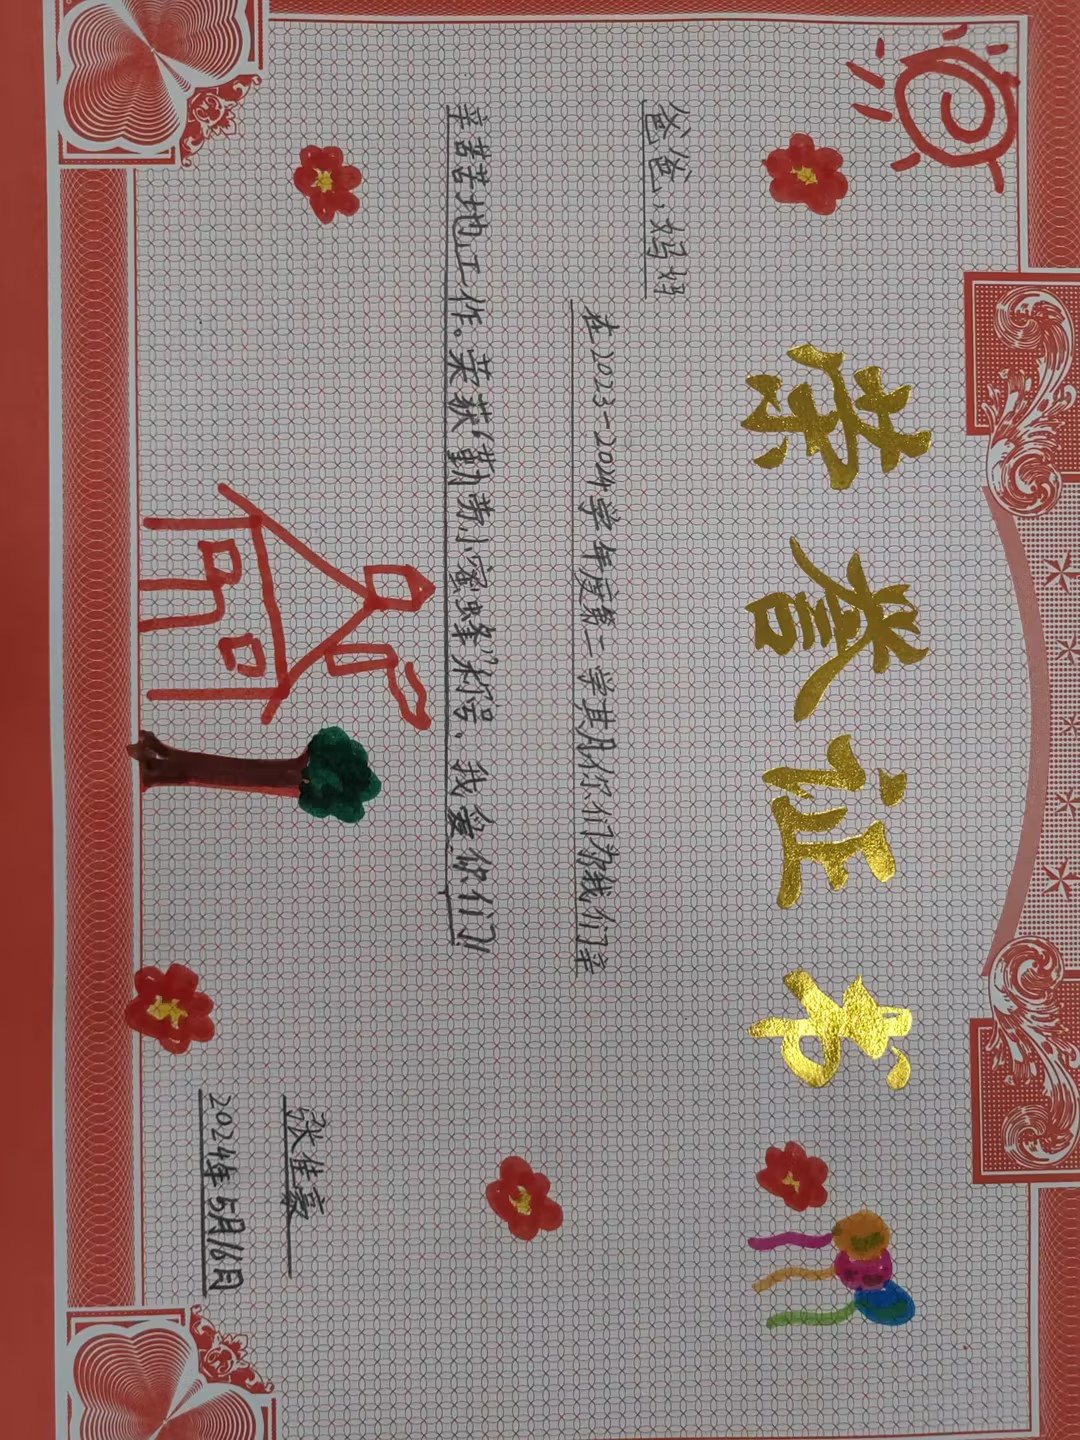 荣誉证书
爸爸、妈妈
在2023-2024学年度第二学期你们为我们辛
辛苦苦地工作。荣获“勤劳小蜜蜂”称号，我爱你们！
张佳豪
2024年5月16日